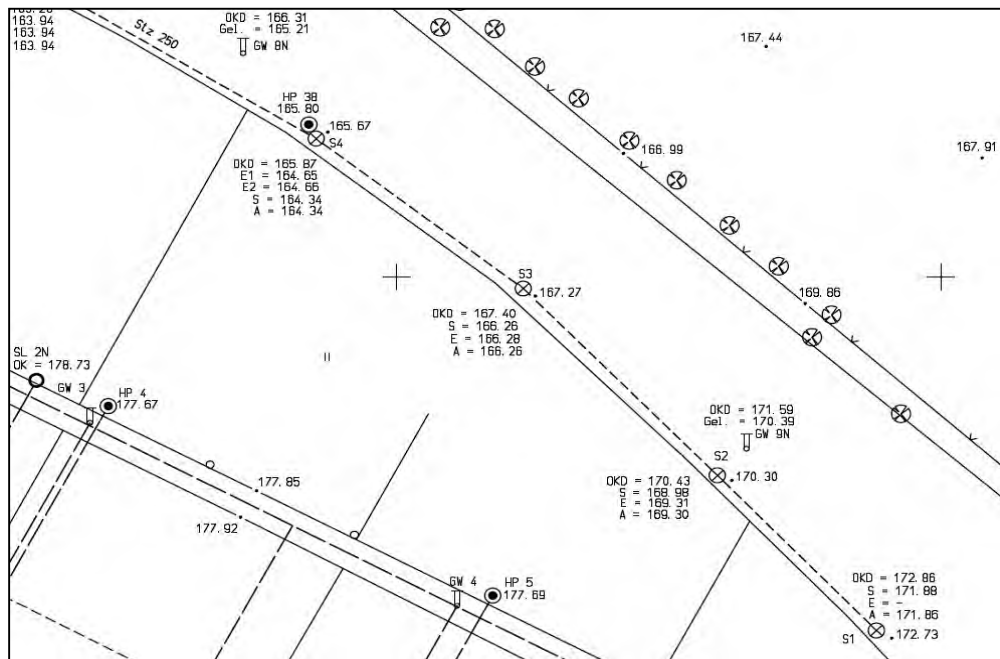 163.94
163.94
Stz 250
OKD = 166.31
Gel. = 165.21
GW 8N
167.44
HP 38
165.80
165.67
S4
166.99
167.91
OKD = 165.87
E1 = 164.65
E2 = 164.66
S = 164.34
A = 164.34
S3
167.27
169.86
OKD = 167.40
S = 166.26
E = 166.28
A = 166.26
SL 2N
OK = 178.73
GW 3
HP 4
177.67
OKD = 171.59
Gel. = 170.39
GW 9N
S2
170.30
OKD = 170.43
S = 168.98
E = 169.31
A = 169.30
177.85
177.92
GW 4
HP 5
177.69
OKD = 172.86
S = 171.88
E = -
A = 171.86
S1
172.73